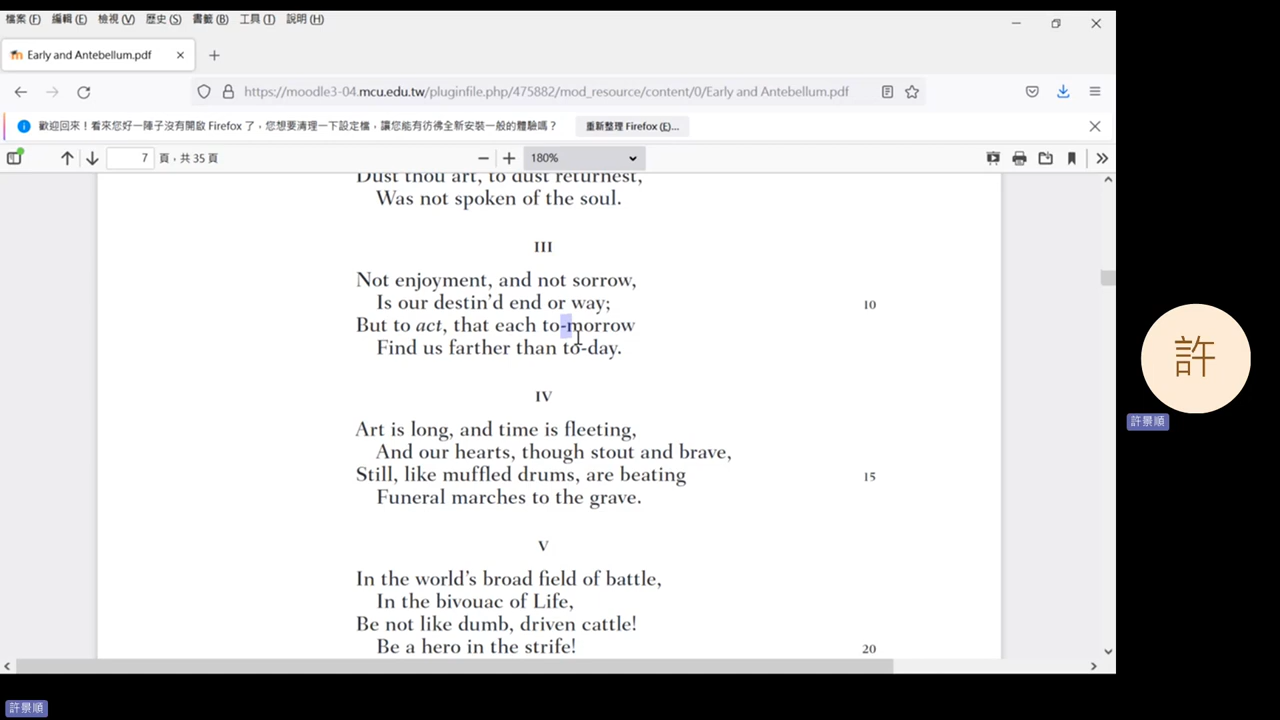 檔案(F) 編輯(E) 檢視(V) 歷史(S) 書籤(B) 工具(T) 說明(H)
Early and Antebellum.pdf
https://moodle3-04.mcu.edu.tw/pluginfile.php/475882/mod_resource/content/0/Early and Antebellum.pdf
歡迎回來！看來您好一陣子沒有開啟 Firefox 了，您想要清理一下設定檔，讓您能有彷彿全新安裝一般的體驗嗎？ 重新整理 Firefox (E)...
7 頁，共 35 頁 180%
Dust thou art, to dust returnest,
Was not spoken of the soul.
III
Not enjoyment, and not sorrow,
Is our destin'd end or way; 10
But to act, that each to-morrow
Find us farther than to-day.
IV
Art is long, and time is fleeting,
And our hearts, though stout and brave,
Still, like muffled drums, are beating 15
Funeral marches to the grave.
V
In the world's broad field of battle,
In the bivouac of Life,
Be not like dumb, driven cattle!
Be a hero in the strife! 20
許
許景順
許景順